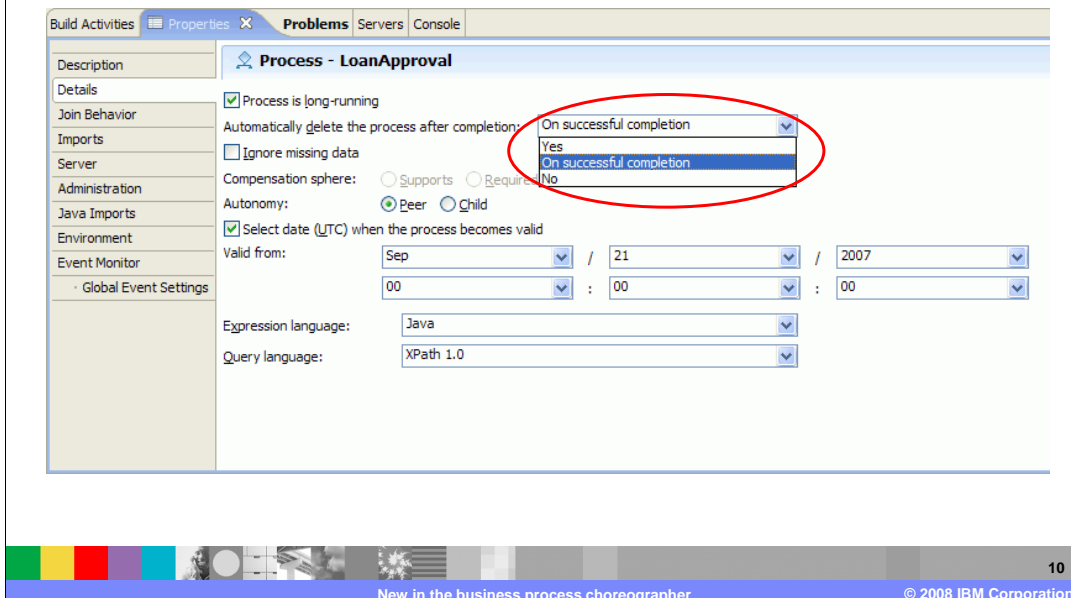 Build Activities Properties Problems Servers Console
Process - LoanApproval
Description
Details
Join Behavior
Imports
Server
Administration
Java Imports
Environment
Event Monitor
Global Event Settings
Process is long-running
Automatically delete the process after completion: On successful completion
Yes
On successful completion
No
Ignore missing data
Compensation sphere: Supports Required
Autonomy: Peer Child
Select date (UTC) when the process becomes valid
Valid from: Sep / 21 / 2007
00 : 00 : 00
Expression language: Java
Query language: XPath 1.0
10
New in the business process choreographer © 2008 IBM Corporation